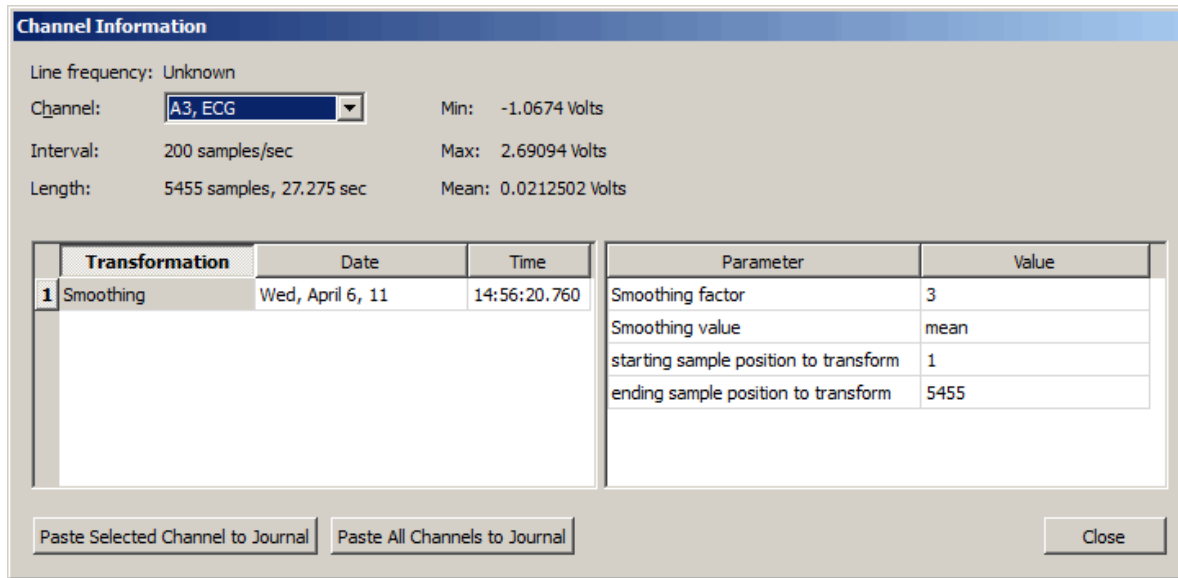 Channel Information
Line frequency: Unknown
Channel: A3, ECG Min: -1.0674 Volts
Interval: 200 samples/sec Max: 2.69094 Volts
Length: 5455 samples, 27.275 sec Mean: 0.0212502 Volts
Transformation Date Time Parameter Value
1 Smoothing Wed, April 6, 11 14:56:20.760 Smoothing factor 3
Smoothing value mean
starting sample position to transform 1
ending sample position to transform 5455
Paste Selected Channel to Journal Paste All Channels to Journal Close